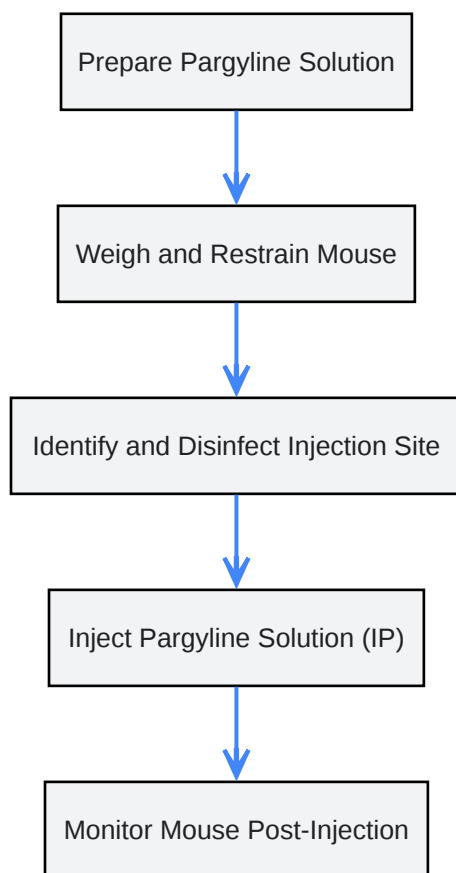 Prepare Pargyline Solution
Weigh and Restrain Mouse
Identify and Disinfect Injection Site
Inject Pargyline Solution (IP)
Monitor Mouse Post-Injection